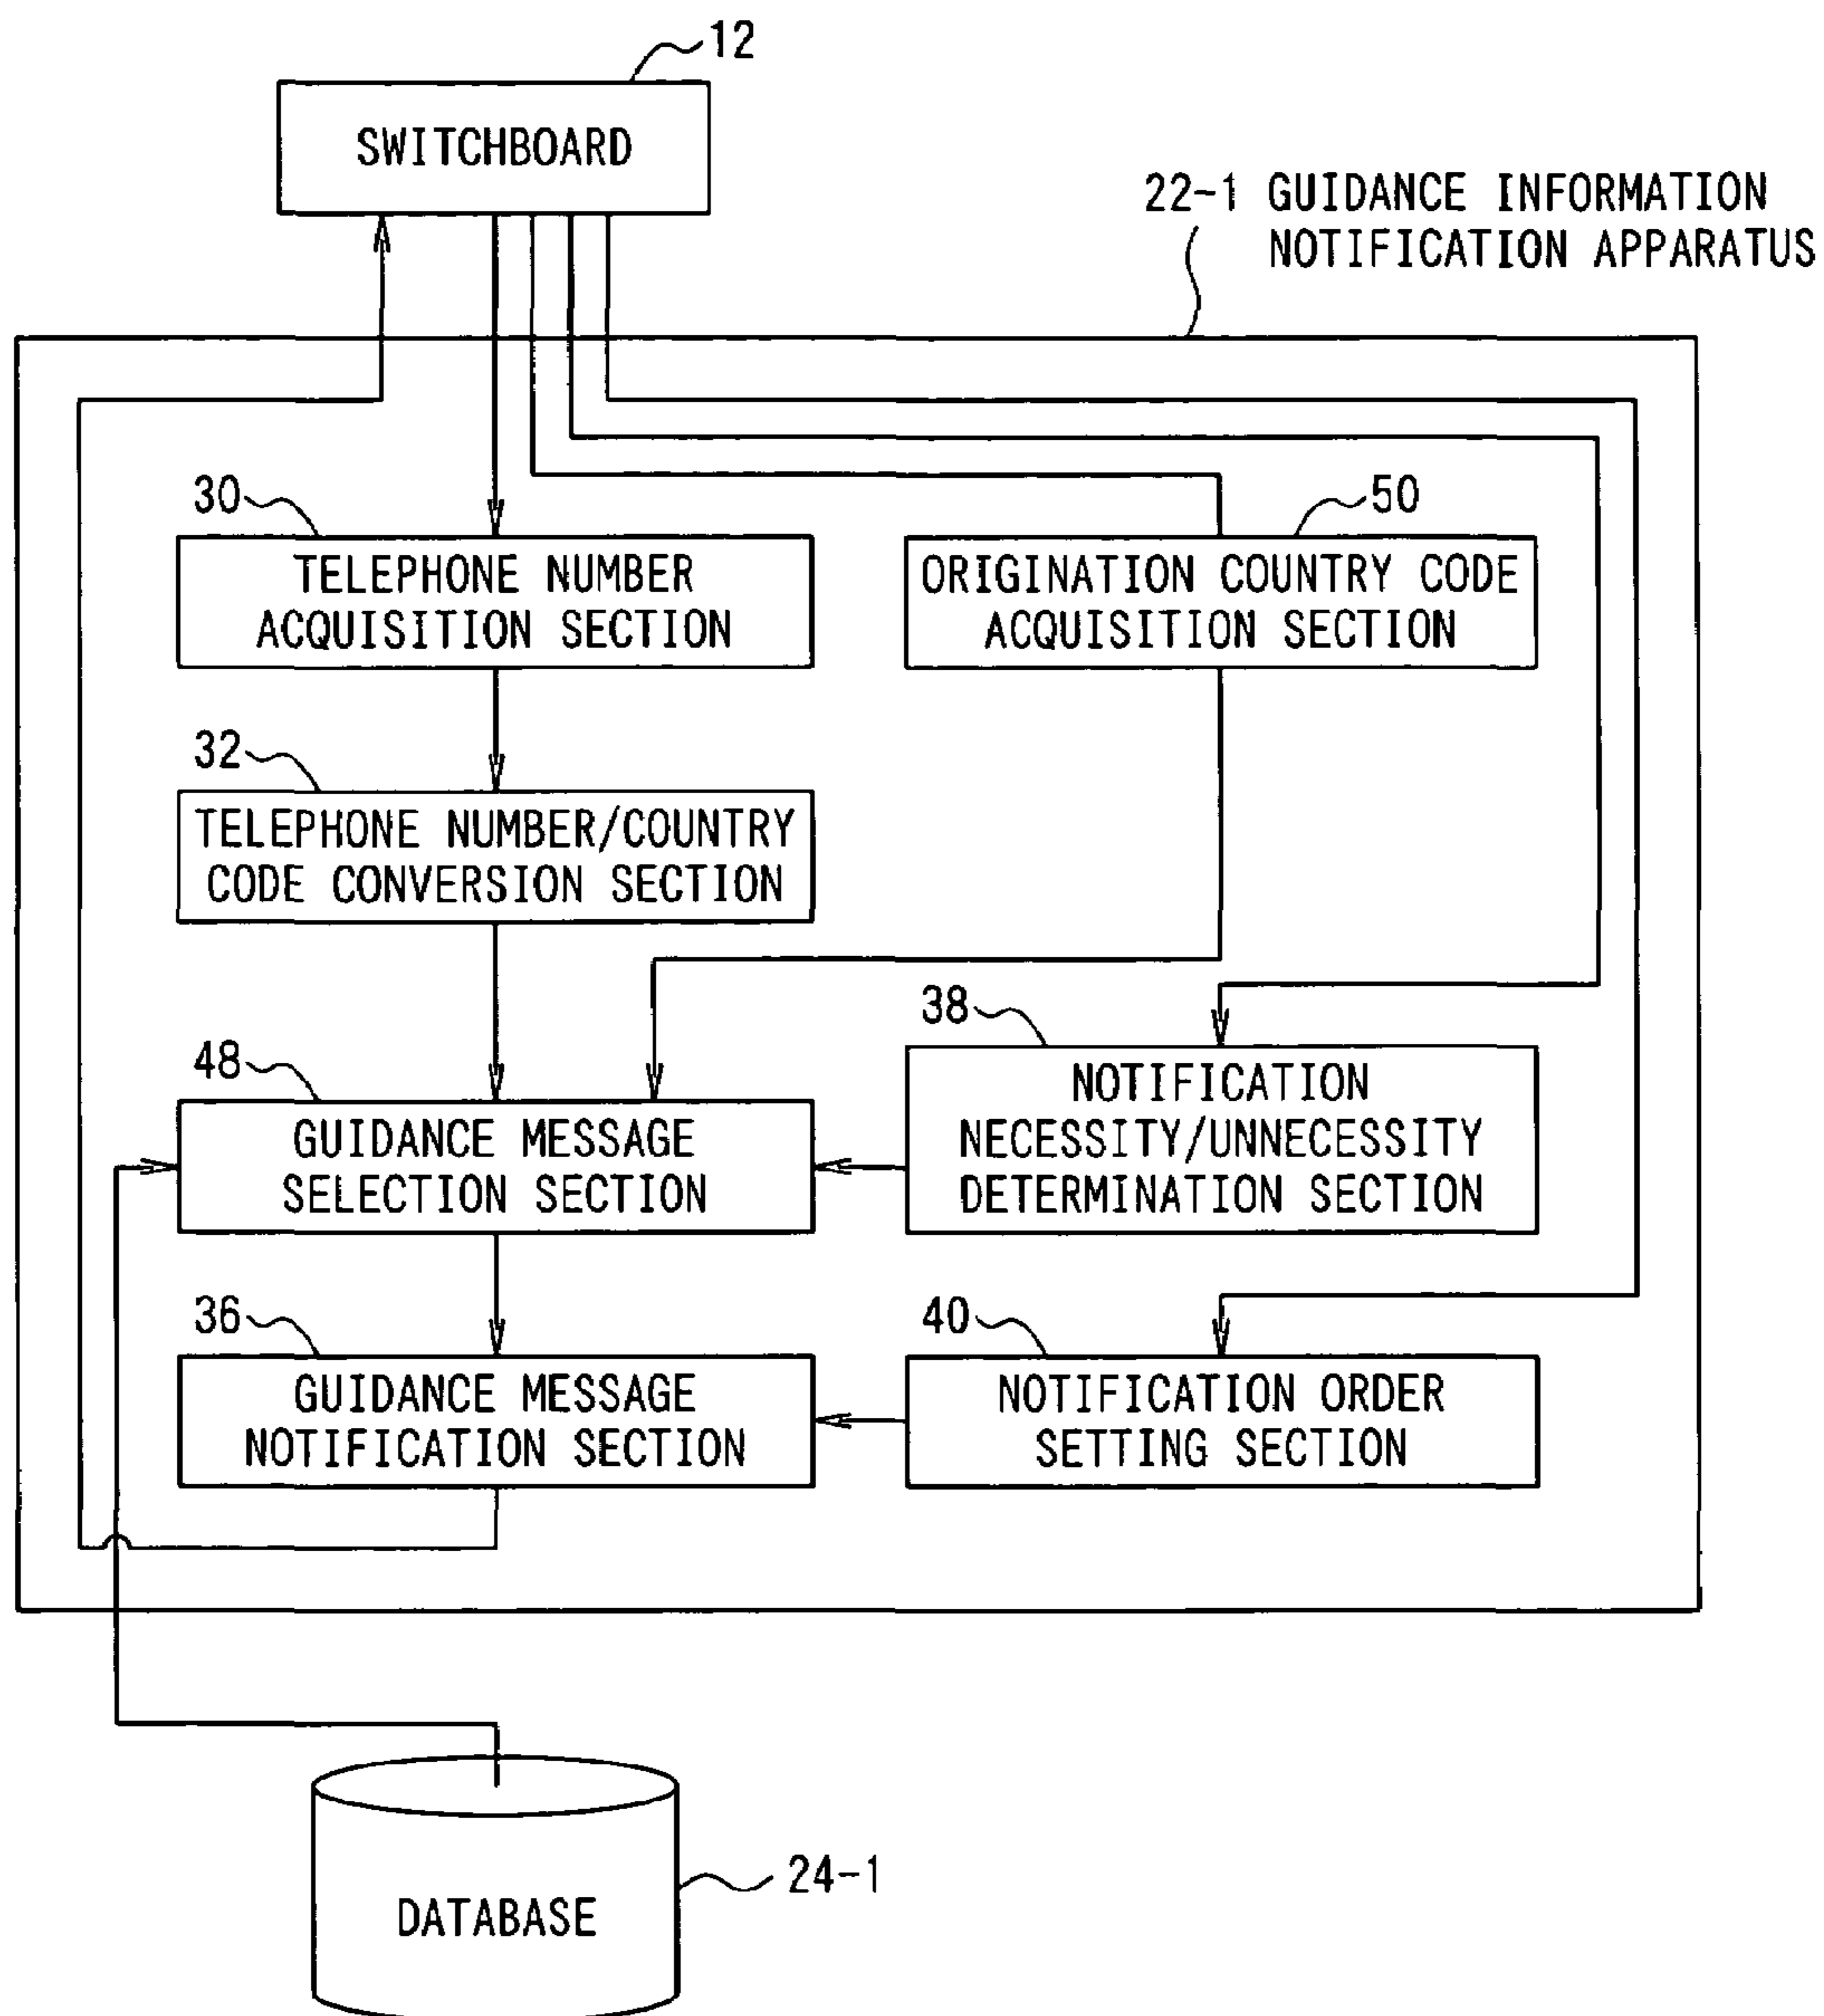 12
SWITCHBOARD
22-1 GUIDANCE INFORMATION
NOTIFICATION APPARATUS
30
TELEPHONE NUMBER
ACQUISITION SECTION
50
ORIGINATION COUNTRY CODE
ACQUISITION SECTION
32
TELEPHONE NUMBER/COUNTRY
CODE CONVERSION SECTION
48
GUIDANCE MESSAGE
SELECTION SECTION
38
NOTIFICATION
NECESSITY/UNNECESSITY
DETERMINATION SECTION
36
GUIDANCE MESSAGE
NOTIFICATION SECTION
40
NOTIFICATION ORDER
SETTING SECTION
24-1
DATABASE